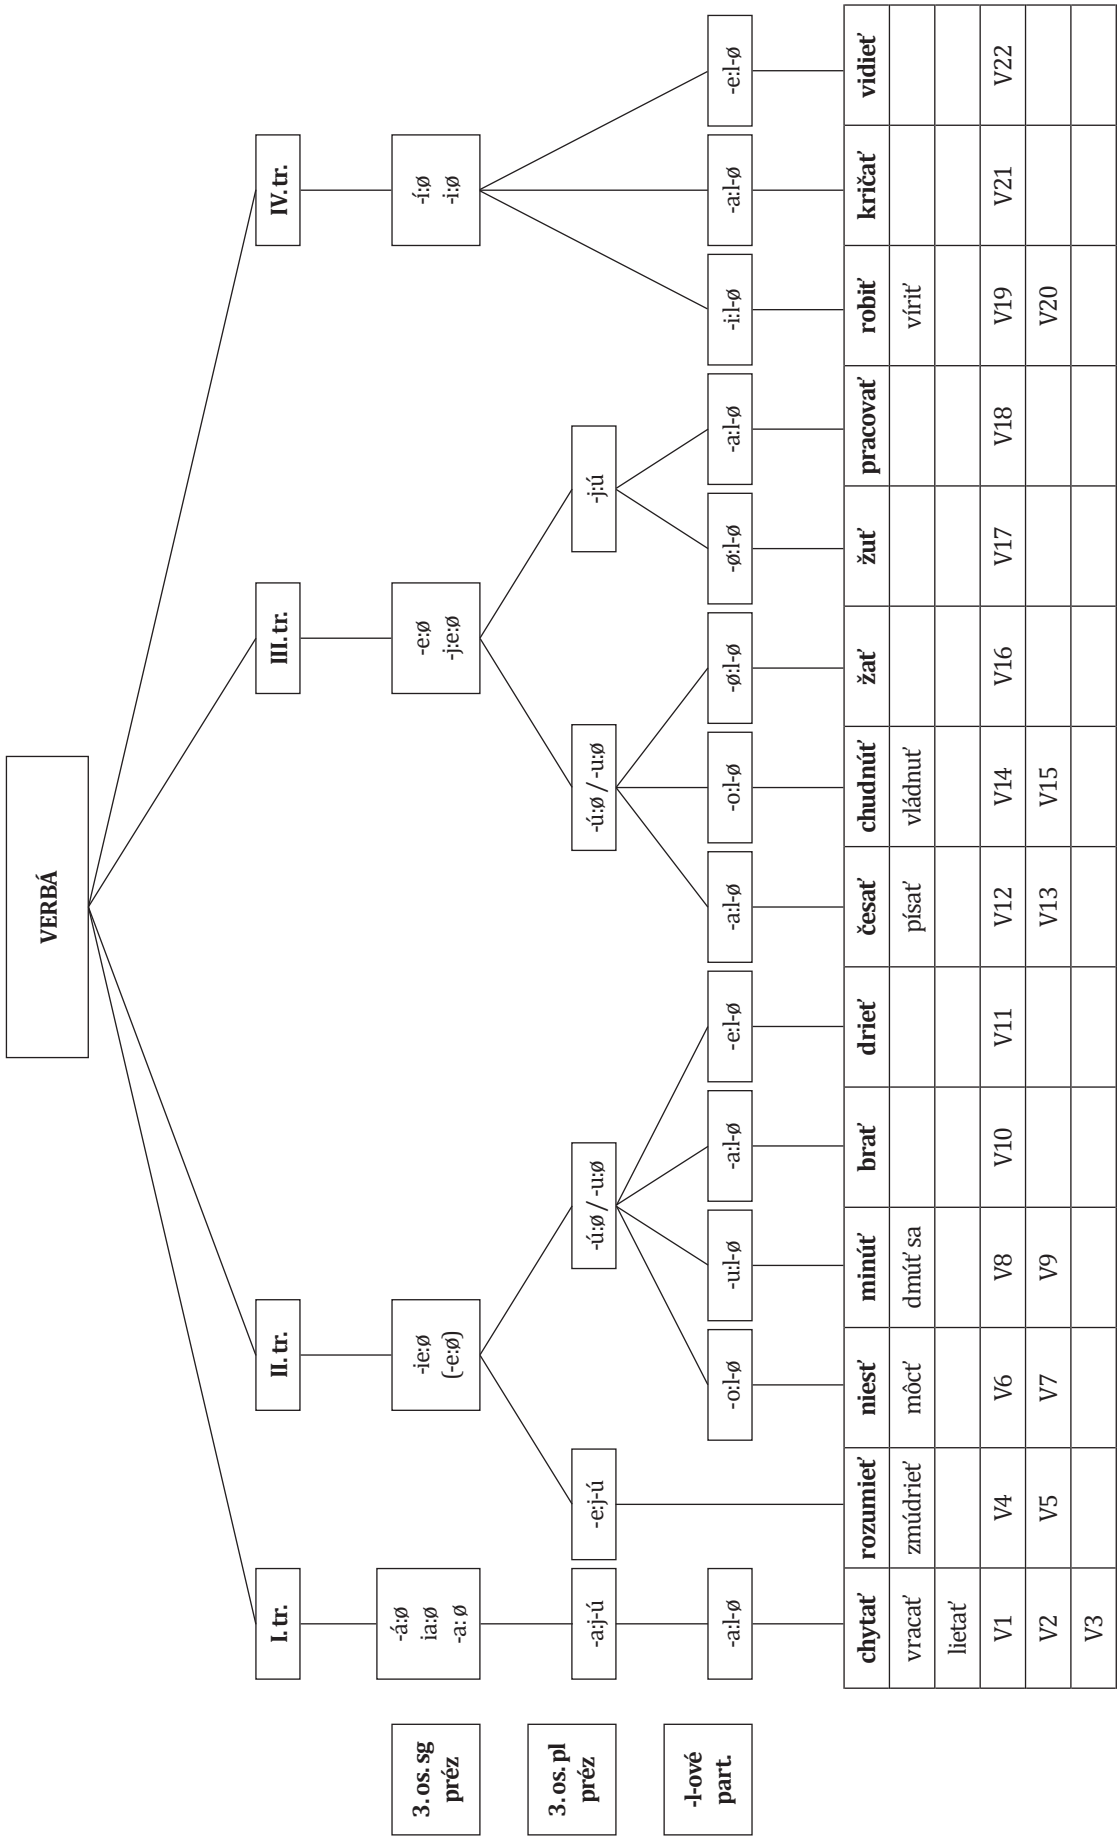 VERBÁ
I. tr.
II. tr.
III. tr.
IV. tr.
3. os. sg
préz
-á:ø
ia:ø
-a: ø
-ie:ø
(-e:ø)
-e:ø
-j:e:ø
-í:ø
-i:ø
3. os. pl
préz
-a:j-ú
-e:j-ú
-ú:ø / -u:ø
-ú:ø / -u:ø
-j:ú
-l-ové
part.
-a:l-ø
-o:l-ø
-u:l-ø
-a:l-ø
-e:l-ø
-a:l-ø
-o:l-ø
-ø:l-ø
-ø:l-ø
-a:l-ø
-i:l-ø
-a:l-ø
-e:l-ø
chytať rozumieť niesť minúť brať drieť česať chudnúť žať žuť pracovať robiť kričať vidieť
vracať zmúdrieť môcť dmúť sa písať vládnuť víriť
lietať
V1 V4 V6 V8 V10 V11 V12 V14 V16 V17 V18 V19 V21 V22
V2 V5 V7 V9 V13 V15 V20
V3